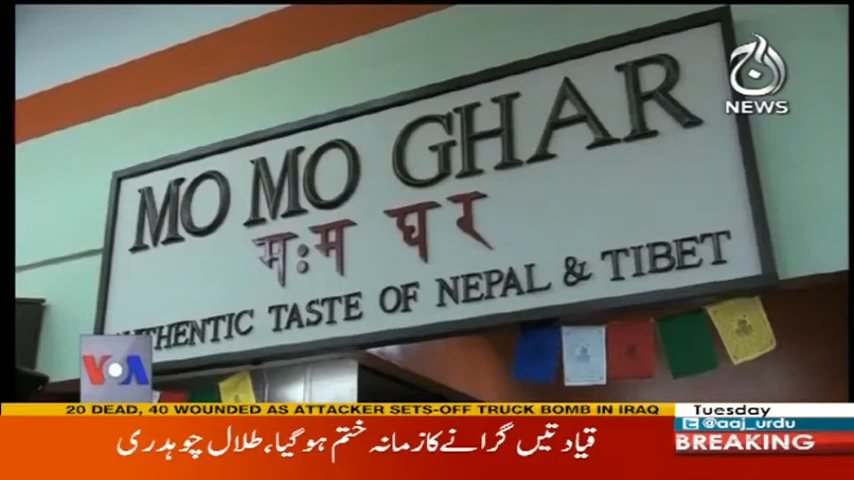 آج
NEWS
MO MO GHAR
म:म घर
AUTHENTIC TASTE OF NEPAL & TIBET
VOA
20 DEAD, 40 WOUNDED AS ATTACKER SETS-OFF TRUCK BOMB IN IRAQ
Tuesday
@aaj_urdu
قیادتیں گرانے کا زمانہ ختم ہوگیا، طلال چوہدری
BREAKING